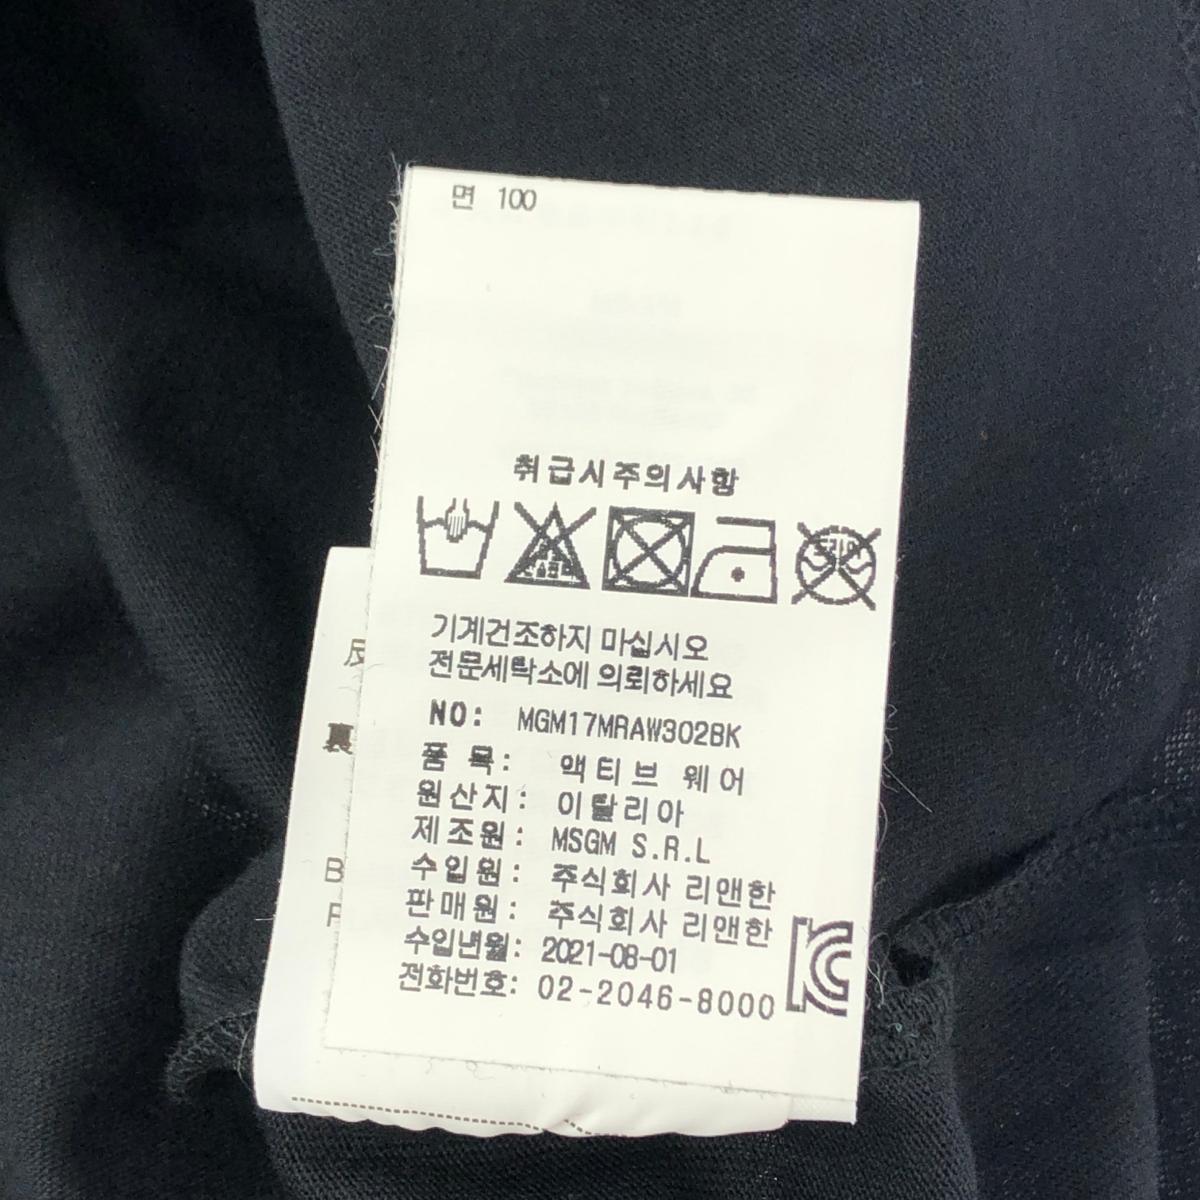 면 100
취급시주의사항
드라이
기계건조하지 마십시오
전문세탁소에 의뢰하세요
NO: MGM17MRAW302BK
품 목: 액티브 웨어
원산지: 이탈리아
제조원: MSGM S.R.L
수입원: 주식회사 리앤한
판매원: 주식회사 리앤한
수입년월: 2021-08-01
전화번호: 02-2046-8000
裏
B